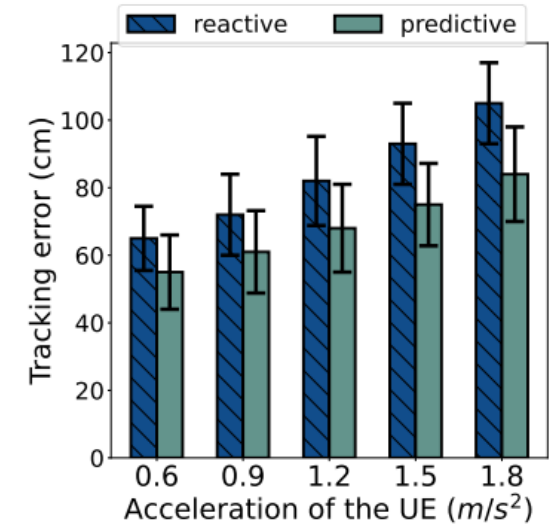 reactive predictive
Tracking error (cm)
120
100
80
60
40
20
0
0.6 0.9 1.2 1.5 1.8
Acceleration of the UE (m/s²)